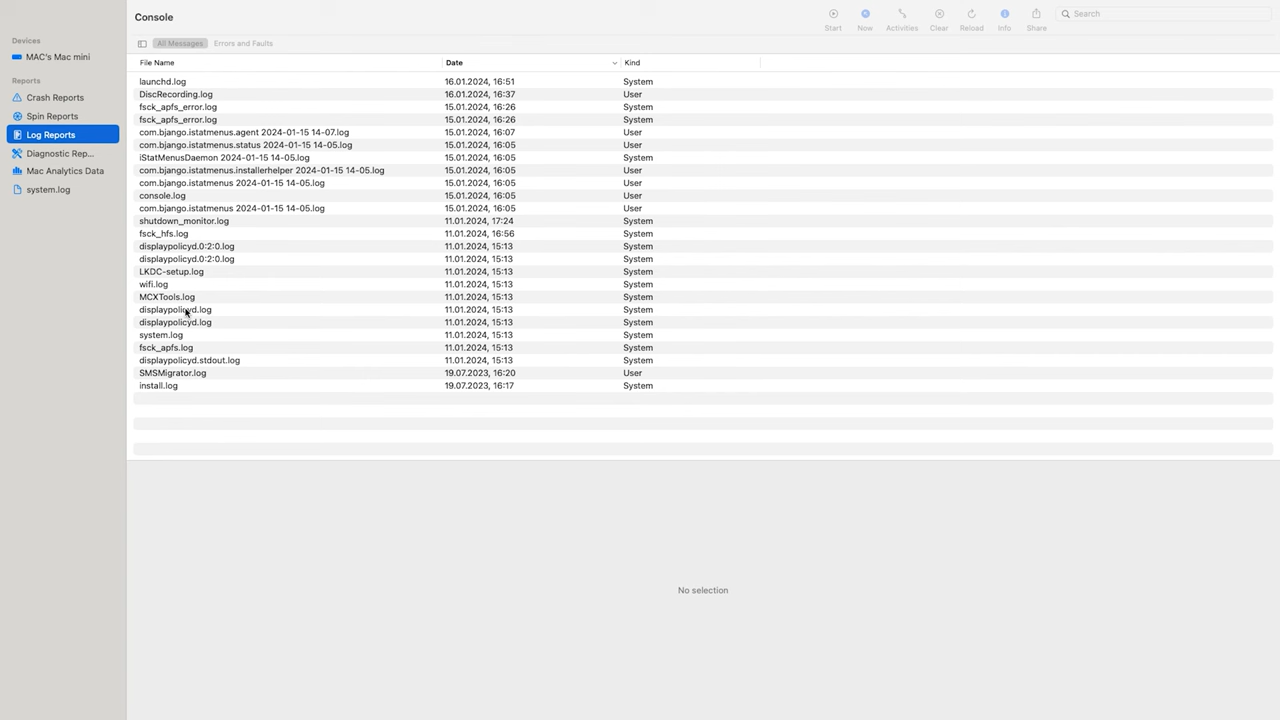 Console
Start Now Activities Clear Reload Info Share
Search
All Messages Errors and Faults
Devices
MAC's Mac mini
Reports
Crash Reports
Spin Reports
Log Reports
Diagnostic Rep...
Mac Analytics Data
system.log
File Name Date Kind
launchd.log 16.01.2024, 16:51 System
DiscRecording.log 16.01.2024, 16:37 User
fsck_apfs_error.log 15.01.2024, 16:26 System
fsck_apfs_error.log 15.01.2024, 16:26 System
com.bjango.istatmenus.agent 2024-01-15 14-07.log 15.01.2024, 16:07 User
com.bjango.istatmenus.status 2024-01-15 14-05.log 15.01.2024, 16:05 User
iStatMenusDaemon 2024-01-15 14-05.log 15.01.2024, 16:05 System
com.bjango.istatmenus.installerhelper 2024-01-15 14-05.log 15.01.2024, 16:05 User
com.bjango.istatmenus 2024-01-15 14-05.log 15.01.2024, 16:05 User
console.log 15.01.2024, 16:05 User
com.bjango.istatmenus 2024-01-15 14-05.log 15.01.2024, 16:05 User
shutdown_monitor.log 11.01.2024, 17:24 System
fsck_hfs.log 11.01.2024, 16:56 System
displaypolicyd.0:2:0.log 11.01.2024, 15:13 System
displaypolicyd.0:2:0.log 11.01.2024, 15:13 System
LKDC-setup.log 11.01.2024, 15:13 System
wifi.log 11.01.2024, 15:13 System
MCXTools.log 11.01.2024, 15:13 System
displaypolicyd.log 11.01.2024, 15:13 System
displaypolicyd.log 11.01.2024, 15:13 System
system.log 11.01.2024, 15:13 System
fsck_apfs.log 11.01.2024, 15:13 System
displaypolicyd.stdout.log 11.01.2024, 15:13 System
SMSMigrator.log 19.07.2023, 16:20 User
install.log 19.07.2023, 16:17 System
No selection